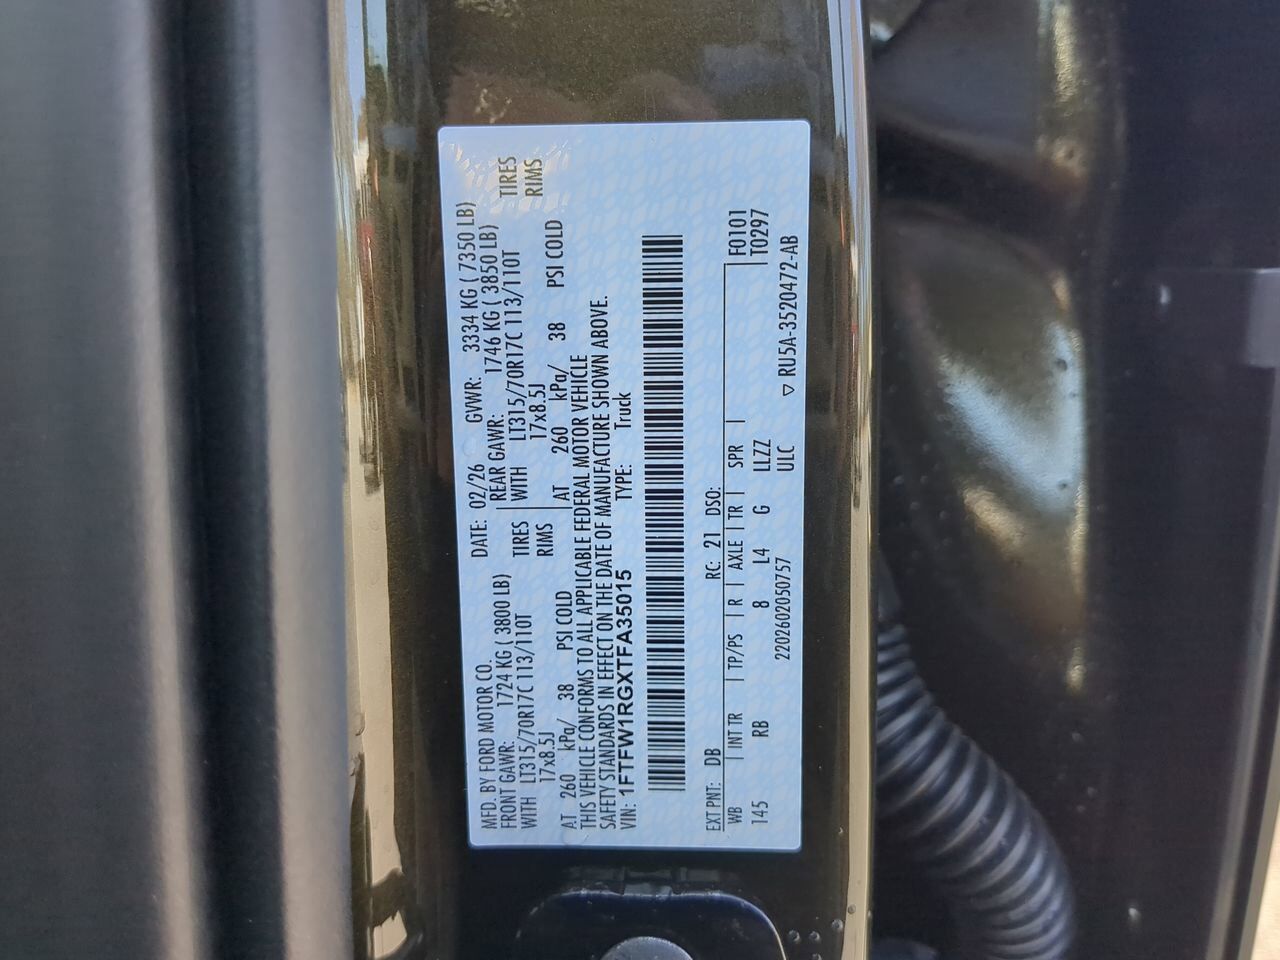 MFD. BY FORD MOTOR CO. DATE: 02/26 GVWR: 3334 KG ( 7350 LB)
FRONT GAWR: 1724 KG ( 3800 LB) REAR GAWR: 1746 KG ( 3850 LB)
WITH LT315/70R17C 113/110T TIRES WITH LT315/70R17C 113/110T TIRES
17x8.5J RIMS 17x8.5J RIMS
AT 260 kPa/ 38 PSI COLD AT 260 kPa/ 38 PSI COLD
THIS VEHICLE CONFORMS TO ALL APPLICABLE FEDERAL MOTOR VEHICLE
SAFETY STANDARDS IN EFFECT ON THE DATE OF MANUFACTURE SHOWN ABOVE.
VIN: 1FTFW1RGXTFA35015 TYPE: Truck
EXT PNT: DB RC: 21 DSO:
WB | INT TR | TP/PS | R | AXLE | TR | SPR | F0101
145 RB 8 L4 G LLZZ T0297
2202602050757 ULC ▽ RU5A-3520472-AB